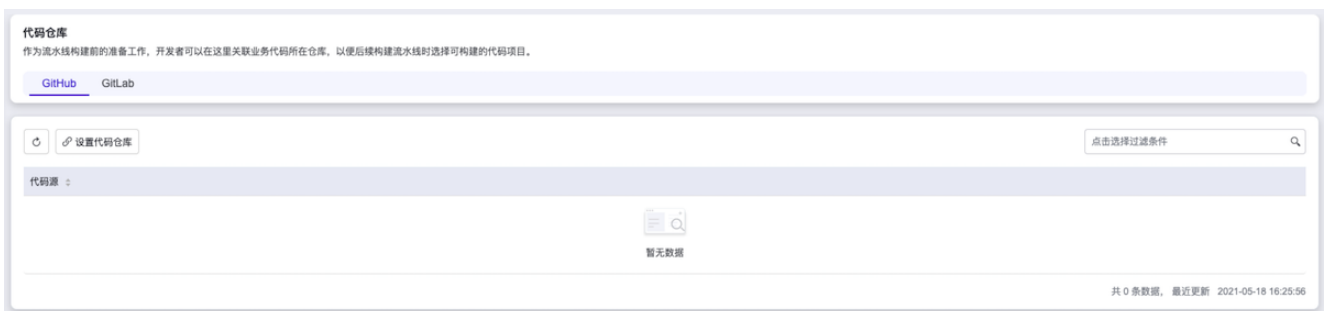 代码仓库
作为流水线构建前的准备工作，开发者可以在这里关联业务代码所在仓库，以便后续构建流水线时选择可构建的代码项目。
GitHub GitLab
设置代码仓库 点击选择过滤条件
代码源
暂无数据
共 0 条数据， 最近更新 2021-05-18 16:25:56